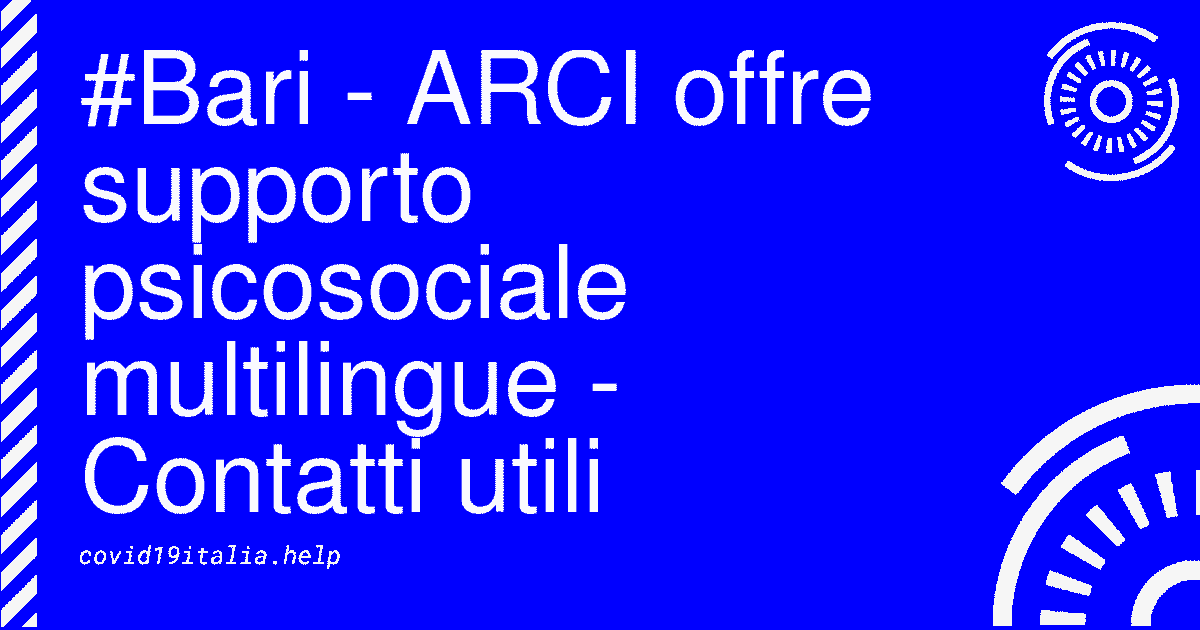 #Bari - ARCI offre
supporto
psicosociale
multilingue -
Contatti utili
covid19italia.help